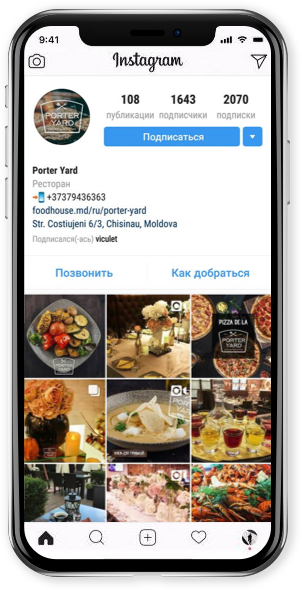 9:41
Instagram
PORTER
YARD
108 1643 2070
публикации подписчики подписки
Подписаться
Porter Yard
Ресторан
+37379436363
foodhouse.md/ru/porter-yard
Str. Costiujeni 6/3, Chisinau, Moldova
Подписался(-ась) viculet
Позвонить Как добраться
PIZZA DE LA
PORTER
YARD